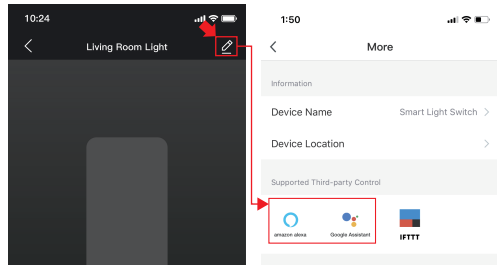 10:24
Living Room Light
1:50
More
Information
Device Name
Smart Light Switch
Device Location
Supported Third-party Control
amazon alexa
Google Assistant
IFTTT